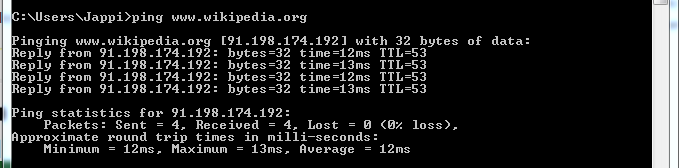 C:\Users\Jappi>ping www.wikipedia.org
Pinging www.wikipedia.org [91.198.174.192] with 32 bytes of data:
Reply from 91.198.174.192: bytes=32 time=12ms TTL=53
Reply from 91.198.174.192: bytes=32 time=13ms TTL=53
Reply from 91.198.174.192: bytes=32 time=12ms TTL=53
Reply from 91.198.174.192: bytes=32 time=13ms TTL=53
Ping statistics for 91.198.174.192:
Packets: Sent = 4, Received = 4, Lost = 0 (0% loss),
Approximate round trip times in milli-seconds:
Minimum = 12ms, Maximum = 13ms, Average = 12ms